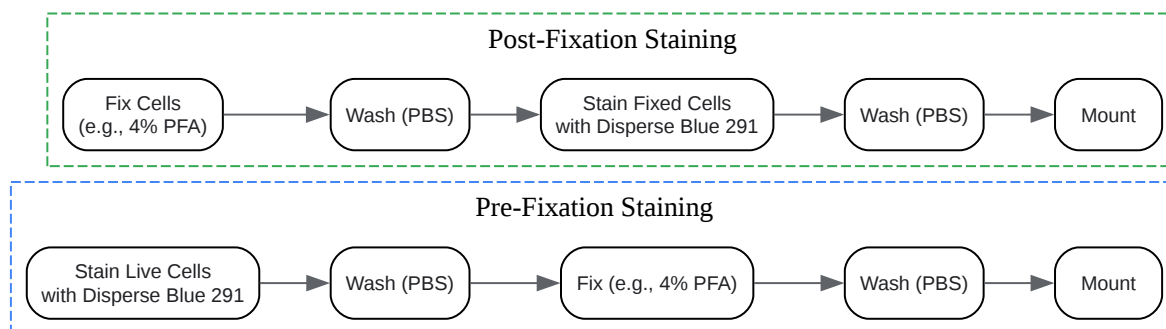 Post-Fixation Staining
Fix Cells
(e.g., 4% PFA)
Wash (PBS)
Stain Fixed Cells
with Disperse Blue 291
Wash (PBS)
Mount
Pre-Fixation Staining
Stain Live Cells
with Disperse Blue 291
Wash (PBS)
Fix (e.g., 4% PFA)
Wash (PBS)
Mount